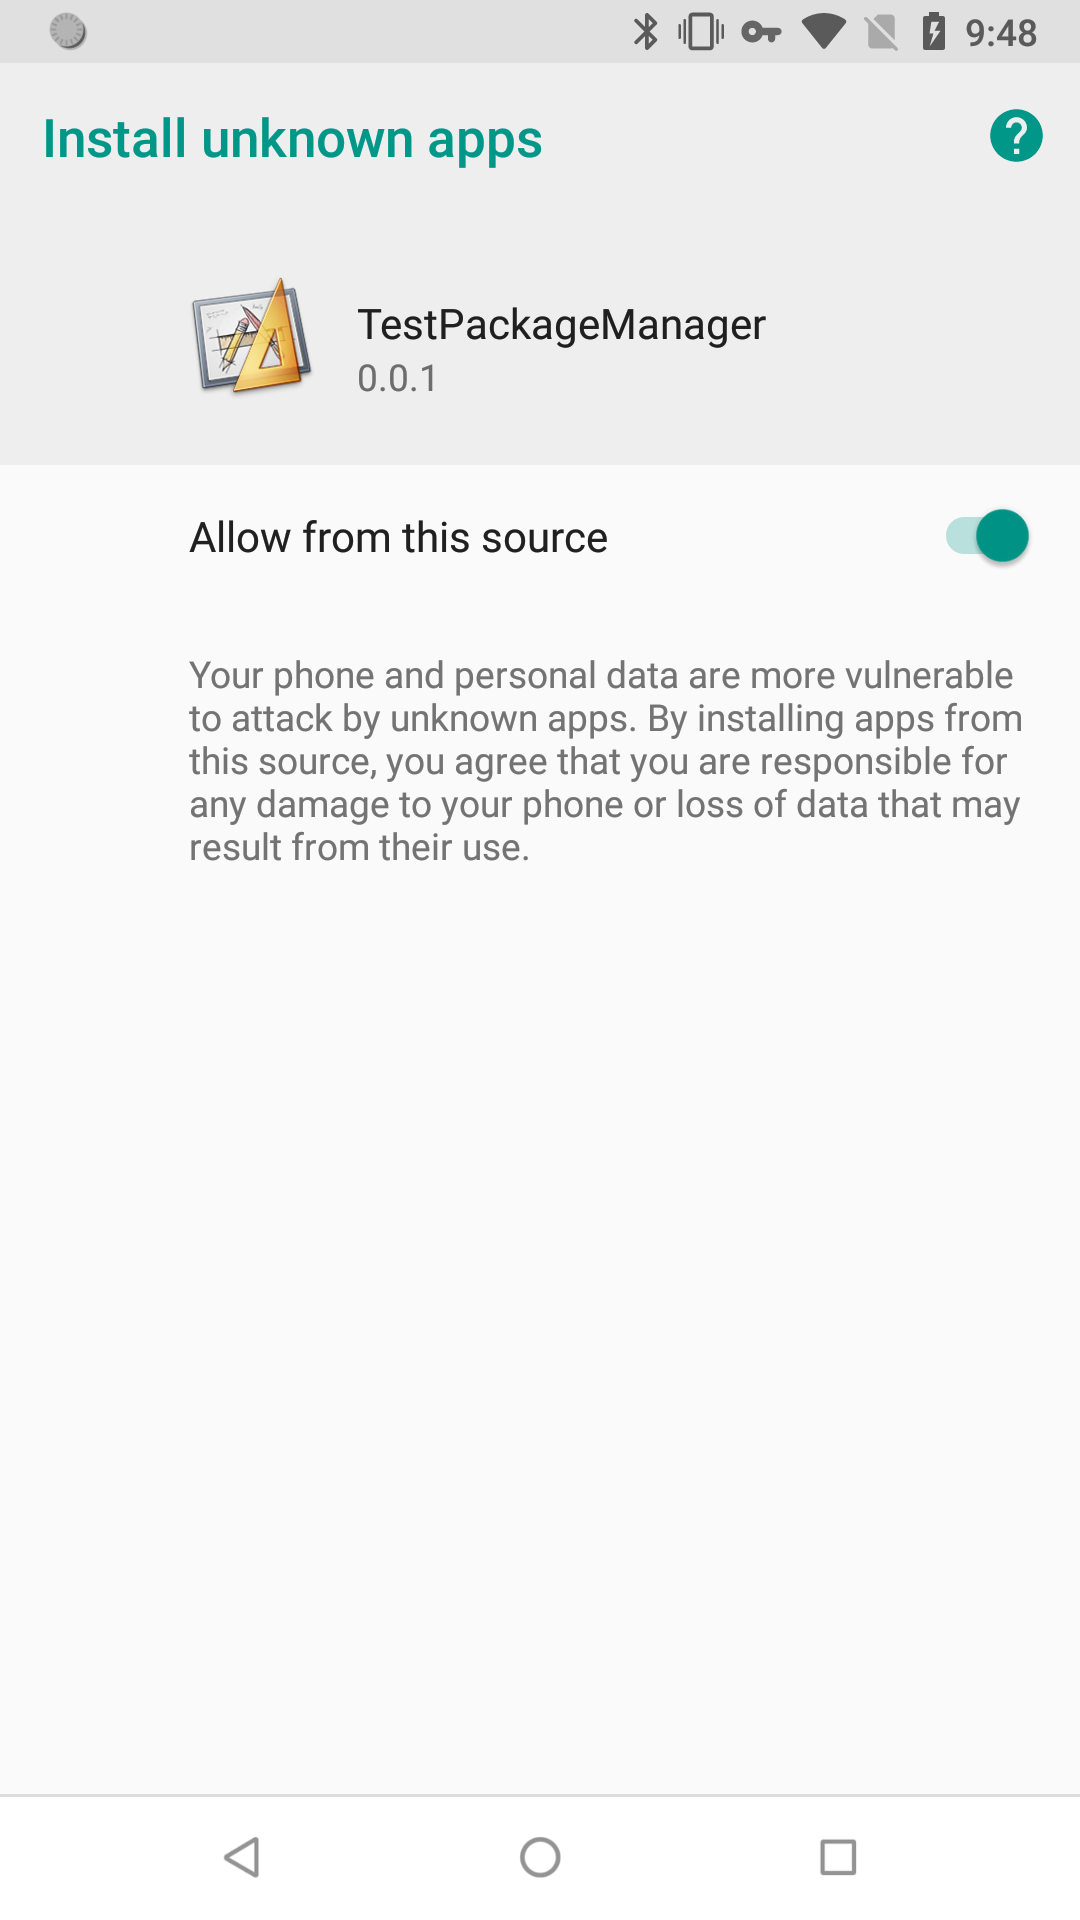 9:48
Install unknown apps
TestPackageManager
0.0.1
Allow from this source
Your phone and personal data are more vulnerable
to attack by unknown apps. By installing apps from
this source, you agree that you are responsible for
any damage to your phone or loss of data that may
result from their use.